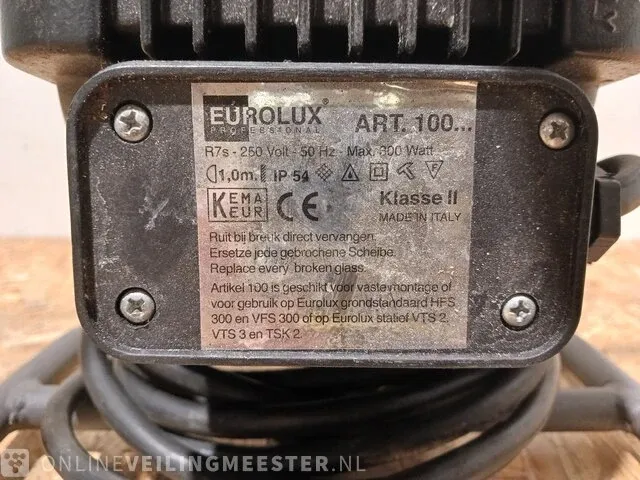 EUROLUX®
PROFESSIONAL
ART. 100...
R7s - 250 Volt - 50 Hz - Max. 300 Watt
1,0m. IP 54
KEMA
KEUR
CE
Klasse II
MADE IN ITALY
Ruit bij breuk direct vervangen.
Ersetze jede gebrochene Scheibe.
Replace every broken glass.
Artikel 100 is geschikt voor vastevmontage of
voor gebruik op Eurolux grondstandaard HFS
300 en VFS 300 of op Eurolux statief VTS 2,
VTS 3 en TSK 2.
ONLINEVEILINGMEESTER.NL